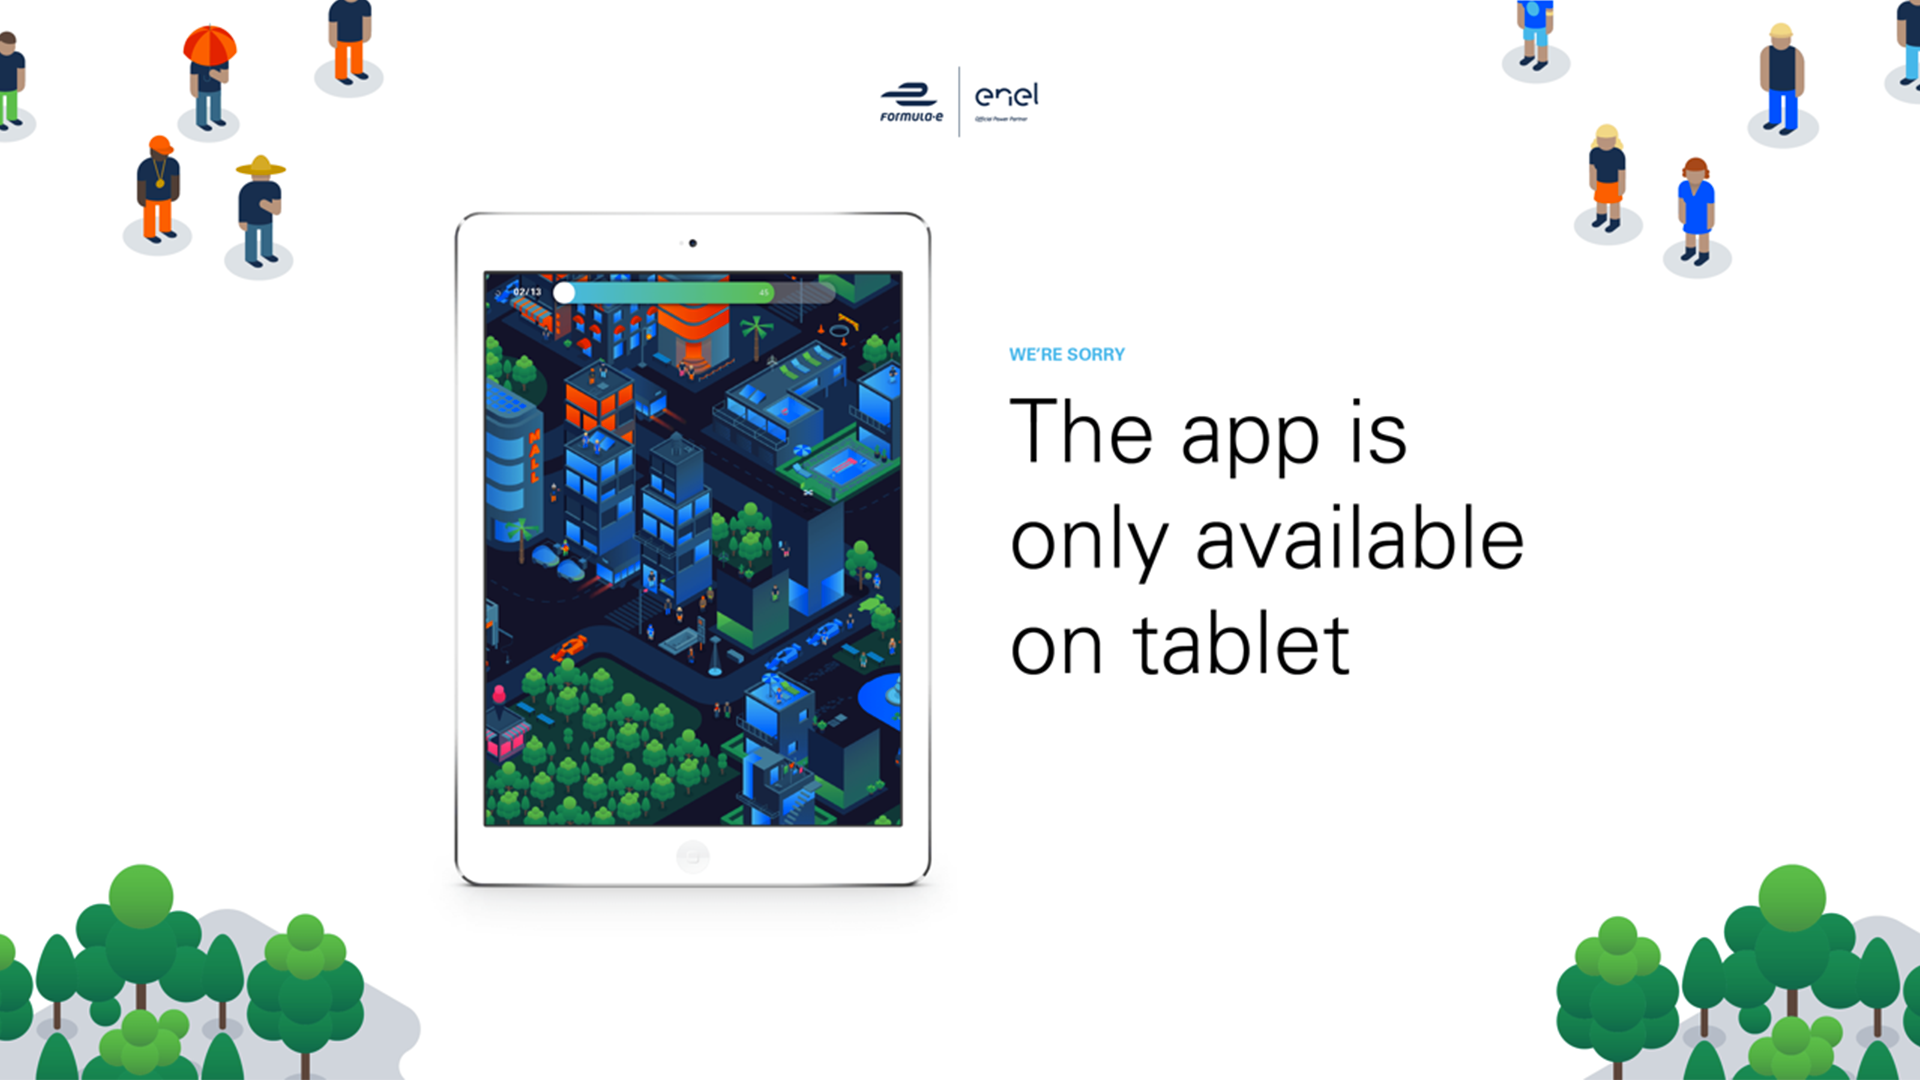 FORMULA-E
enel
Official Power Partner
02/13
45
MALL
WE'RE SORRY
The app is
only available
on tablet